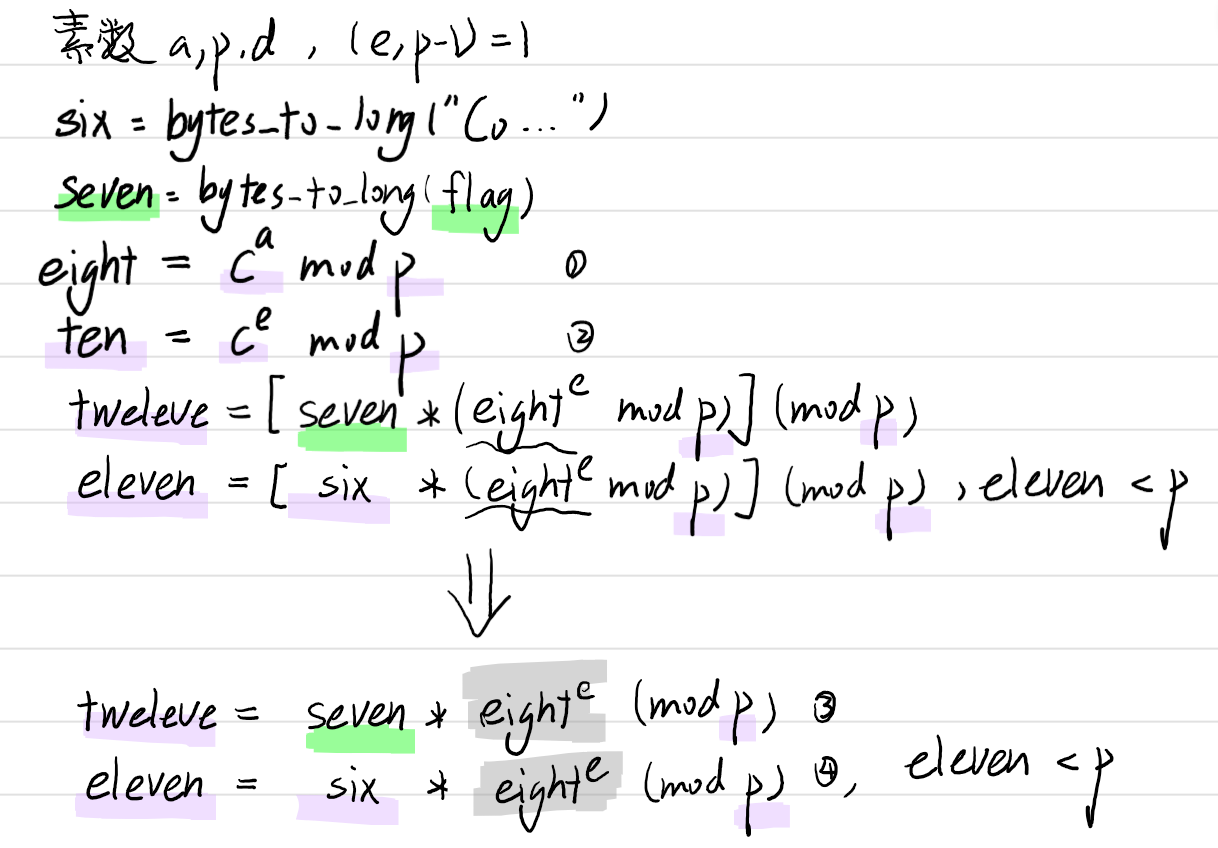 素数 a,p,d , (e,p-1)=1
six = bytes_to_long("Co...")
seven = bytes_to_long(flag)
eight = c^a mod p ①
ten = c^e mod p ②
tweleve = [ seven * (eight^e mod p)] (mod p)
eleven = [ six * (eight^e mod p)] (mod p) , eleven < p
⇓
tweleve = seven * eight^e (mod p) ③
eleven = six * eight^e (mod p) ④, eleven < p